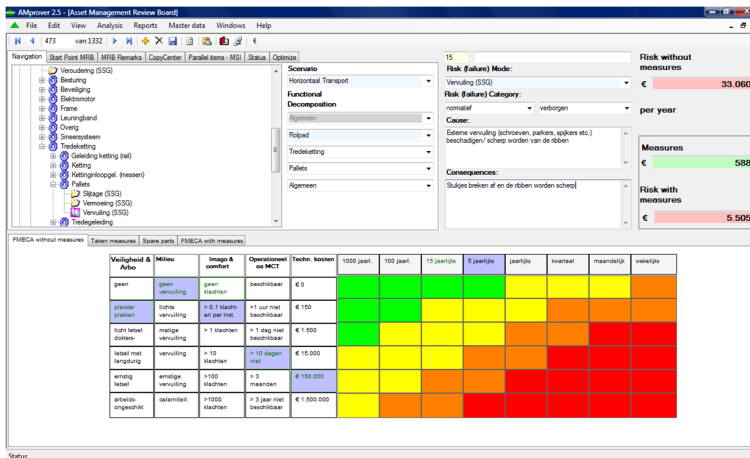 AMprover 2.5 - [Asset Management Review Board]
File Edit View Analysis Reports Master data Windows Help
473 van 1332 €
Navigation Start Point MRB MRB Remarks CopyCenter Parallel items - MSI Status Optimize
Veroudering (SSG)
Besturing
Beveiliging
Elektromotor
Frame
Leuningband
Overig
Smeersysteem
Tredeketting
Geleiding ketting (rail)
Ketting
Kettinginloopgel. (messen)
Pallets
Slijtage (SSG)
Vermoeing (SSG)
Vervuiling (SSG)
Tredegeleiding
Scenario
Horizontaal Transport
Functional
Decomposition
Algemeen
Rolpad
Tredeketting
Pallets
Algemeen
15
Risk (failure) Mode:
Vervuiling (SSG)
Risk (failure) Category:
normatief verborgen
Cause:
Externe vervuiling (schroeven, parkers, spijkers etc.)
beschadigen/ scherp worden van de ribben
Consequences:
Stukjes breken af en de ribben worden scherp
Risk without
measures
€ 33.060
per year
Measures
€ 588
Risk with
measures
€ 5.505
FMECA without measures Taken measures Spare parts FMECA with measures
Veiligheid & Arbo Milieu Imago & comfort Operationeel oa MCT Techn. kosten 1000 jaarl. 100 jaarl. 15 jaarlijks 5 jaarlijks jaarlijks kwartaal maandelijk wekelijks
geen geen vervuiling geen klachten beschikbaar € 0
pleister plakken lichte vervuiling > 0,1 klacht-en per inst. >1 uur niet beschikbaar € 150
licht letsel dokters- matige vervuiling > 1 klachten > 1 dag niet beschikbaar € 1.500
letsel met langdurig vervuiling > 10 klachten > 10 dagen niet € 15.000
ernstig letsel ernstige vervuiling >100 klachten > 3 maanden € 150.000
arbeids-ongeschikt calamiteit >1000 klachten > 3 jaar niet beschikbaar € 1.500.000
Status